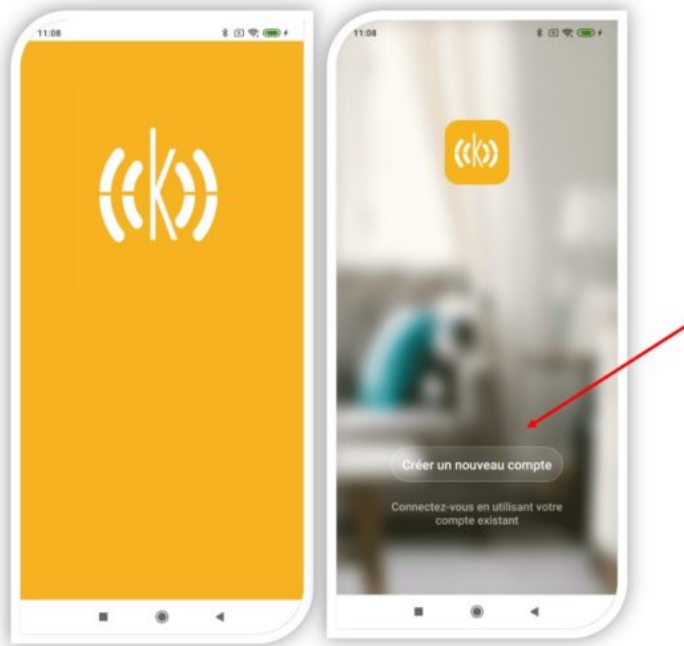 11:08
k
11:08
k
Créer un nouveau compte
Connectez-vous en utilisant votre
compte existant